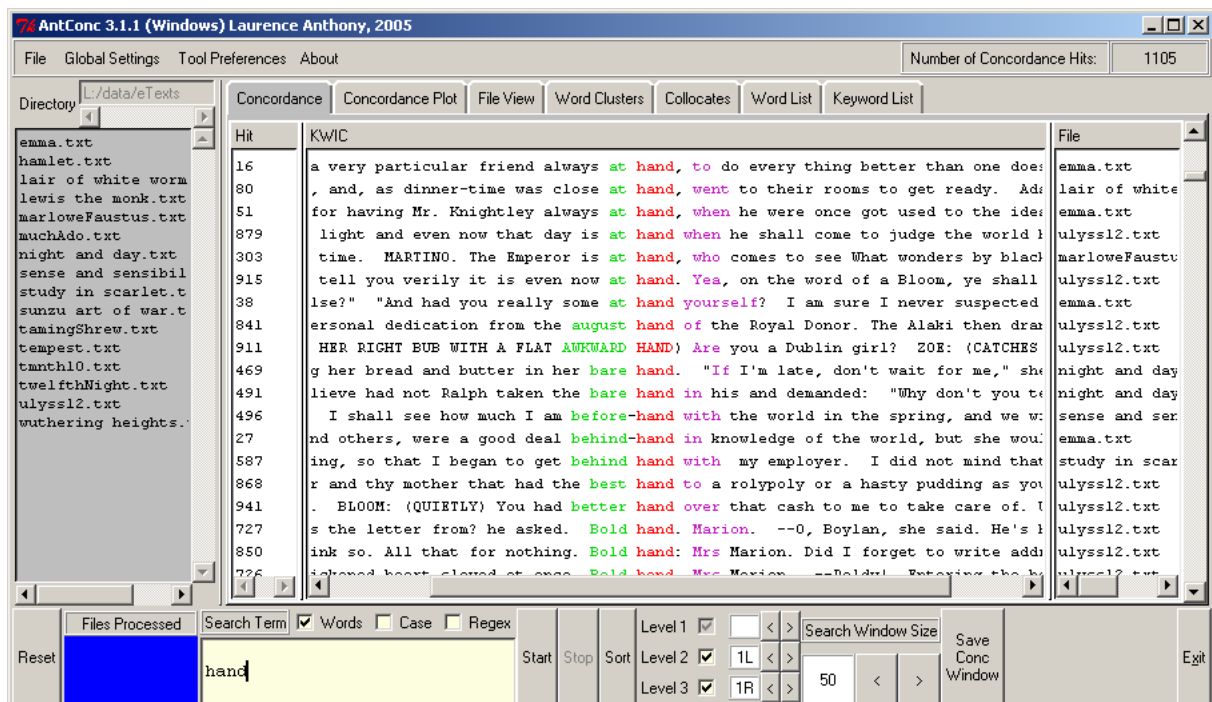 AntConc 3.1.1 (Windows) Laurence Anthony, 2005
File Global Settings Tool Preferences About Number of Concordance Hits: 1105
Directory L:/data/eTexts
Concordance Concordance Plot File View Word Clusters Collocates Word List Keyword List
emma.txt
hamlet.txt
lair of white worm
lewis the monk.txt
marloweFaustus.txt
muchAdo.txt
night and day.txt
sense and sensibil
study in scarlet.t
sunzu art of war.t
tamingShrew.txt
tempest.txt
tmnth10.txt
twelfthNight.txt
ulyss12.txt
wuthering heights.
Hit KWIC File
16 a very particular friend always at hand, to do every thing better than one does emma.txt
80 , and, as dinner-time was close at hand, went to their rooms to get ready. Ada lair of white
51 for having Mr. Knightley always at hand, when he were once got used to the idea emma.txt
879 light and even now that day is at hand when he shall come to judge the world ulyss12.txt
303 time. MARTINO. The Emperor is at hand, who comes to see What wonders by black marloweFaustu
915 tell you verily it is even now at hand. Yea, on the word of a Bloom, ye shall ulyss12.txt
38 lse?" "And had you really some at hand yourself? I am sure I never suspected emma.txt
841 ersonal dedication from the august hand of the Royal Donor. The Alaki then dran ulyss12.txt
911 HER RIGHT BUB WITH A FLAT AWKWARD HAND) Are you a Dublin girl? ZOE: (CATCHES ulyss12.txt
469 g her bread and butter in her bare hand. "If I'm late, don't wait for me," she night and day
491 lieve had not Ralph taken the bare hand in his and demanded: "Why don't you te night and day
496 I shall see how much I am before-hand with the world in the spring, and we wi sense and sen
27 nd others, were a good deal behind-hand in knowledge of the world, but she woul emma.txt
587 ing, so that I began to get behind hand with my employer. I did not mind that study in scar
868 r and thy mother that had the best hand to a rolypoly or a hasty pudding as you ulyss12.txt
941 . BLOOM: (QUIETLY) You had better hand over that cash to me to take care of. ulyss12.txt
727 s the letter from? he asked. Bold hand. Marion. --O, Boylan, she said. He's ulyss12.txt
850 ink so. All that for nothing. Bold hand: Mrs Marion. Did I forget to write addr ulyss12.txt
Files Processed Search Term Words Case Regex
Reset hand Start Stop Sort
Level 1
Level 2 1L
Level 3 1R
Search Window Size
50
Save
Conc
Window
Exit